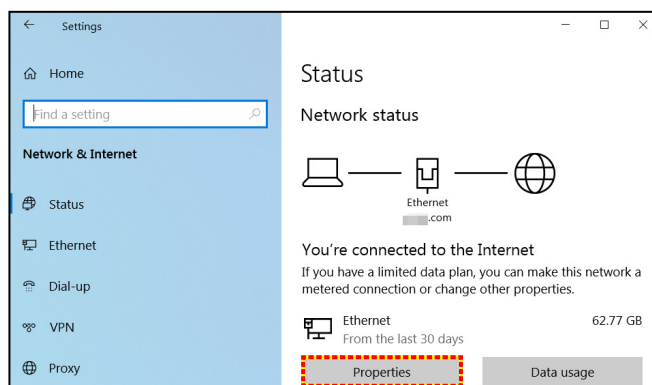 Settings
Home
Find a setting
Network & Internet
Status
Ethernet
Dial-up
VPN
Proxy
Status
Network status
Ethernet
.com
You're connected to the Internet
If you have a limited data plan, you can make this network a
metered connection or change other properties.
Ethernet 62.77 GB
From the last 30 days
Properties Data usage